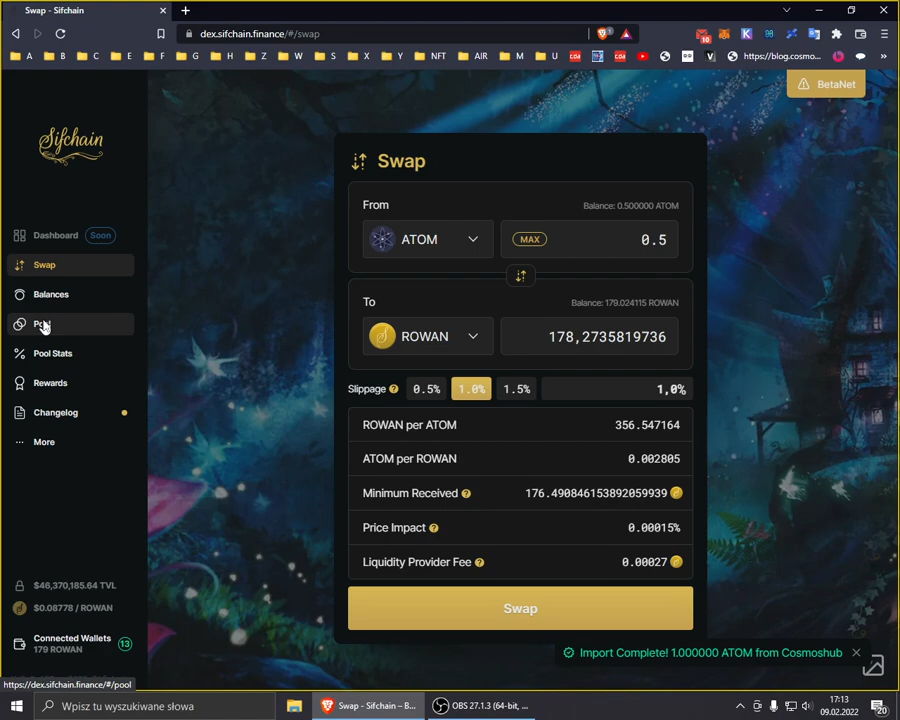 Swap - Sifchain
dex.sifchain.finance/#/swap
10
A B C E F G H Z W S X Y NFT AIR M U https://blog.cosmo...
BetaNet
Sifchain
Dashboard Soon
Swap
Balances
Pool Stats
Rewards
Changelog
More
$46,370,185.64 TVL
$0.08778 / ROWAN
Connected Wallets
179 ROWAN
13
Swap
From
Balance: 0.500000 ATOM
ATOM
MAX
0.5
To
Balance: 179.024115 ROWAN
ROWAN
178,2735819736
Slippage ? 0.5% 1.0% 1.5% 1,0%
ROWAN per ATOM 356.547164
ATOM per ROWAN 0.002805
Minimum Received ? 176.490846153892059939
Price Impact ? 0.00015%
Liquidity Provider Fee ? 0.00027
Swap
Import Complete! 1.000000 ATOM from Cosmoshub
https://dex.sifchain.finance/#/pool
Wpisz tu wyszukiwane słowa
Swap - Sifchain – B...
OBS 27.1.3 (64-bit, ...
17:13
09.02.2022
20